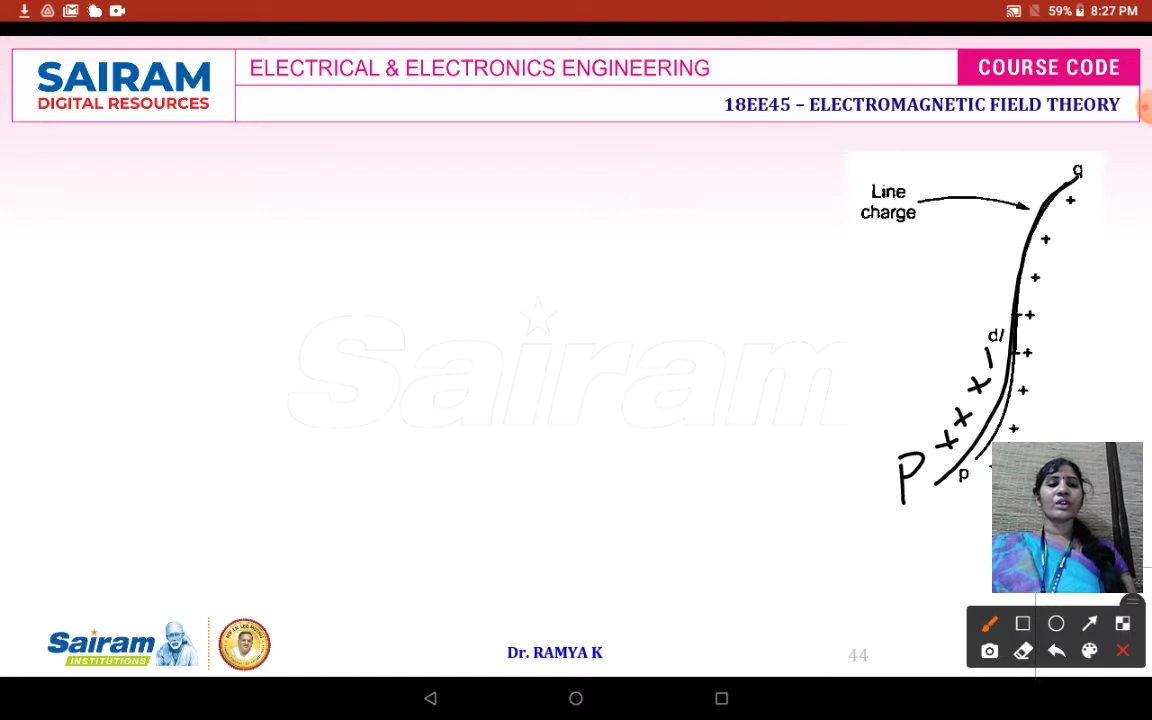 59% 8:27 PM
SAIRAM
DIGITAL RESOURCES
ELECTRICAL & ELECTRONICS ENGINEERING
COURSE CODE
18EE45 – ELECTROMAGNETIC FIELD THEORY
q
Line
charge
+
+
+
+
dl
+
+
+
P
p
Sairam
Sairam
INSTITUTIONS
Dr. RAMYA K
44